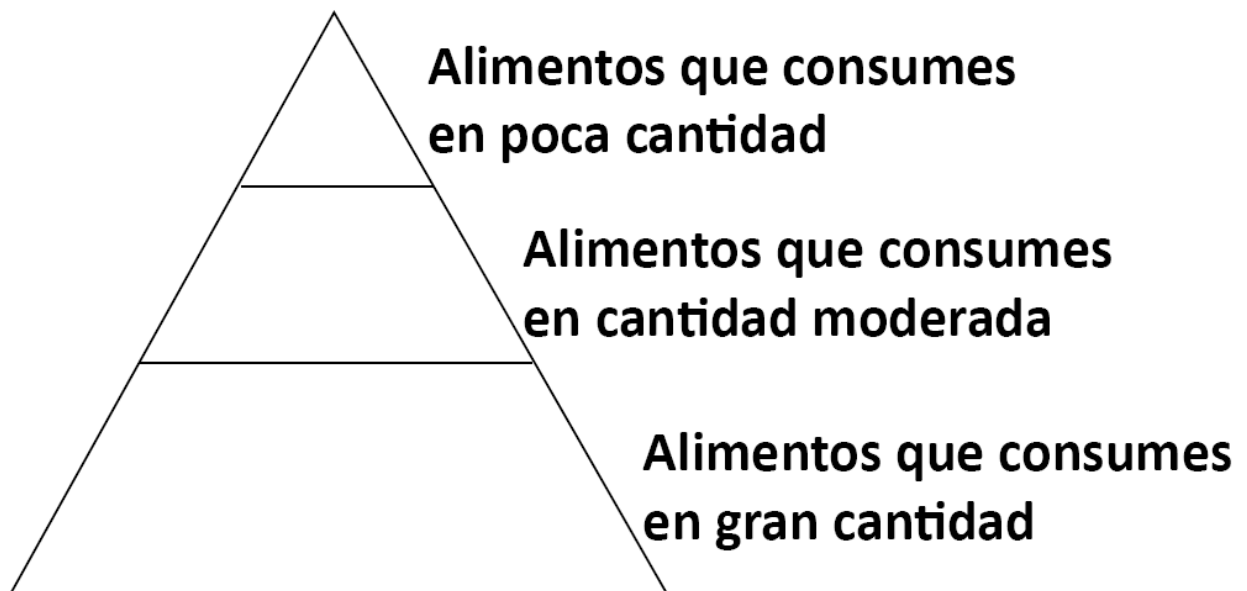 Alimentos que consumes
en poca cantidad
Alimentos que consumes
en cantidad moderada
Alimentos que consumes
en gran cantidad